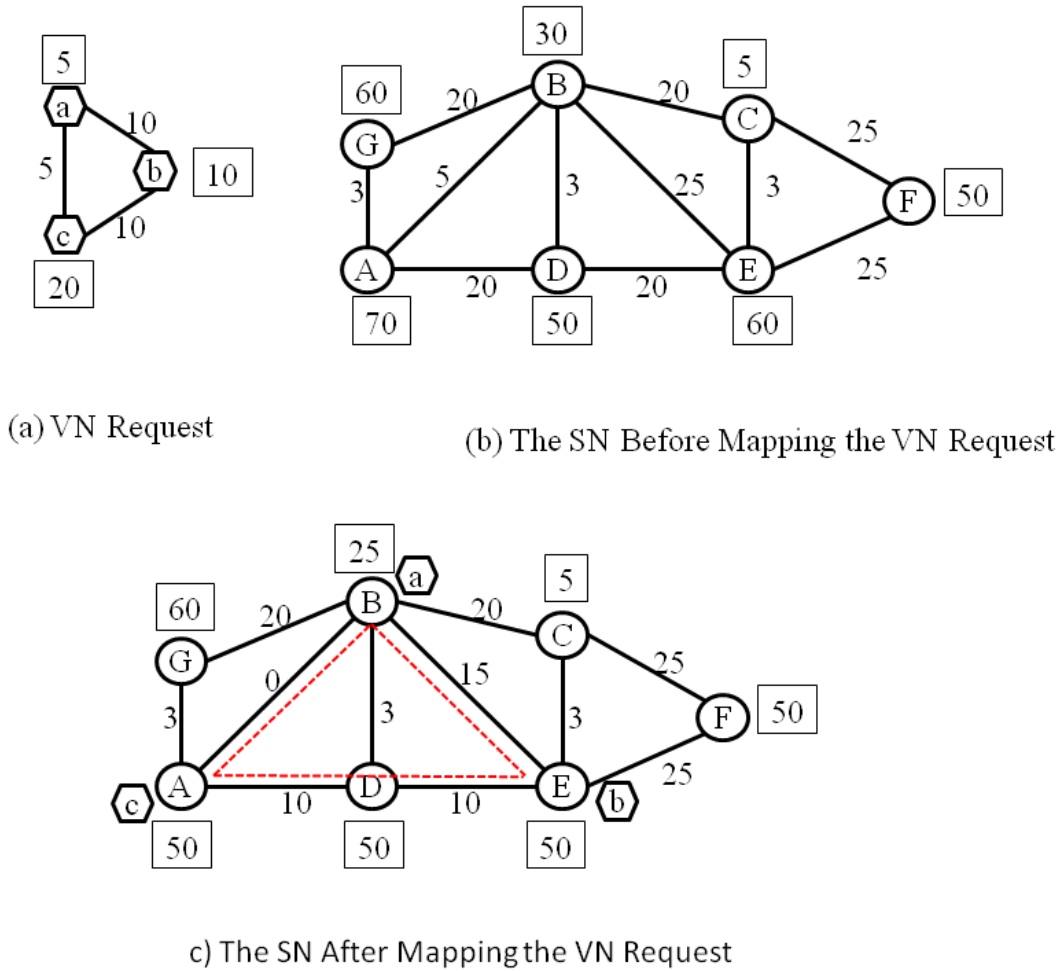 5
a
10
5
b
10
c
10
20
30
B
5
60
20
20
C
25
G
5
3
25
3
F
50
3
A
D
E
20
20
25
70
50
60
(a) VN Request
(b) The SN Before Mapping the VN Request
25
a
5
60
B
20
20
C
G
0
15
25
3
3
3
F
50
A
D
E
25
c
10
10
b
50
50
50
c) The SN After Mapping the VN Request